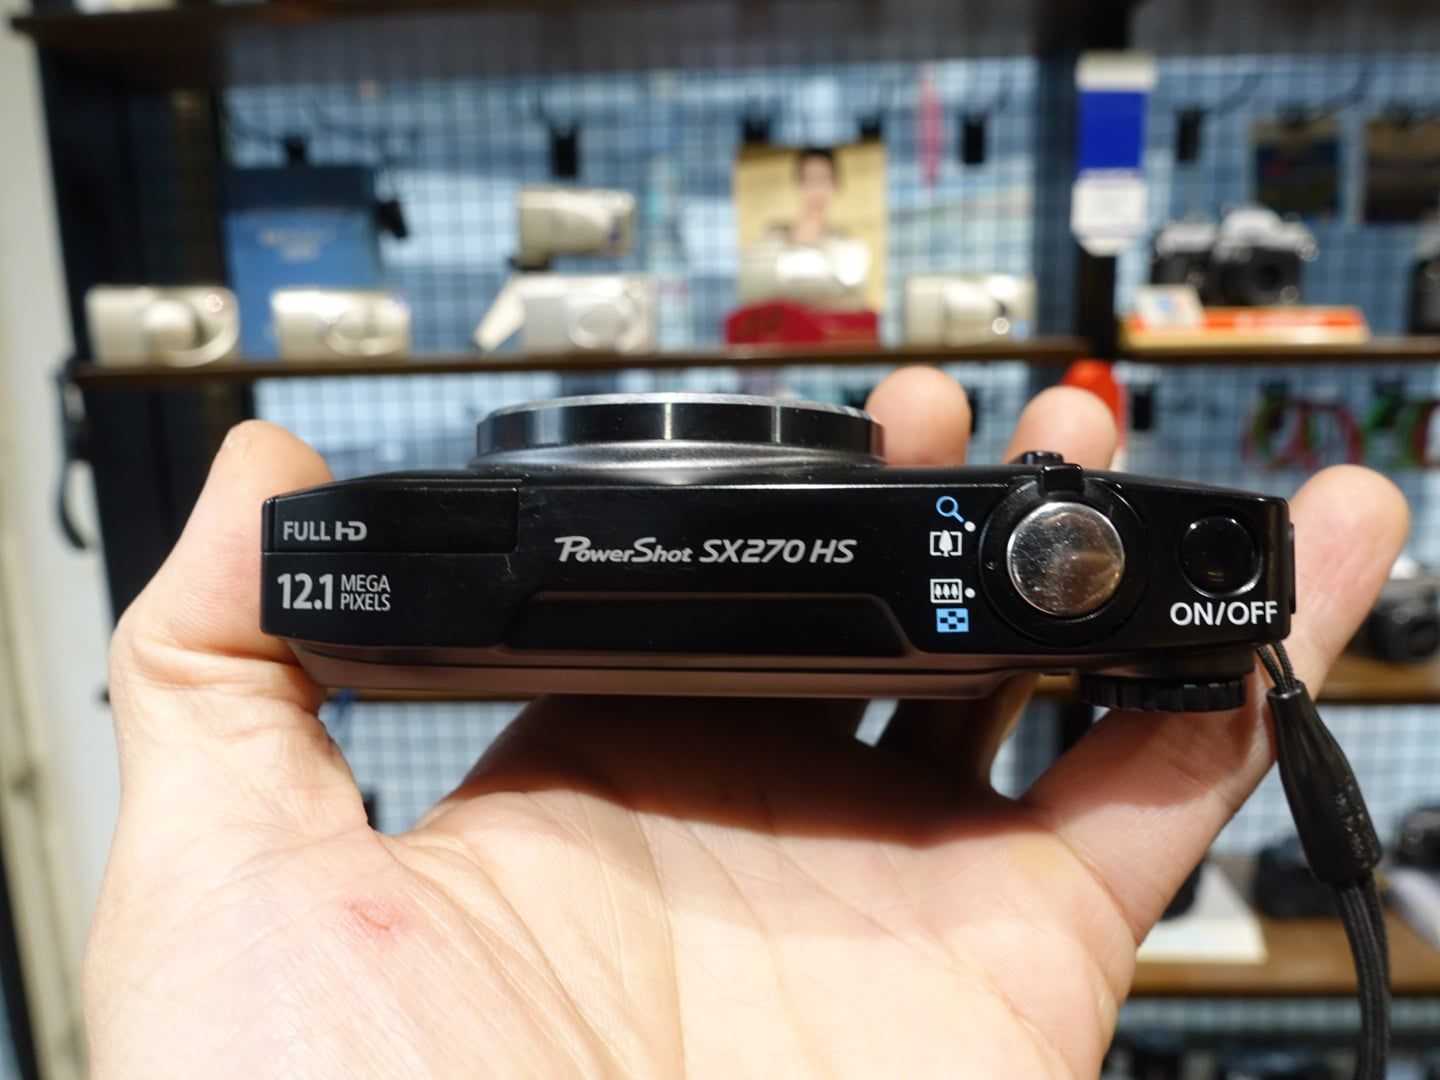 FULL HD
12.1 MEGA
PIXELS
PowerShot SX270 HS
ON/OFF